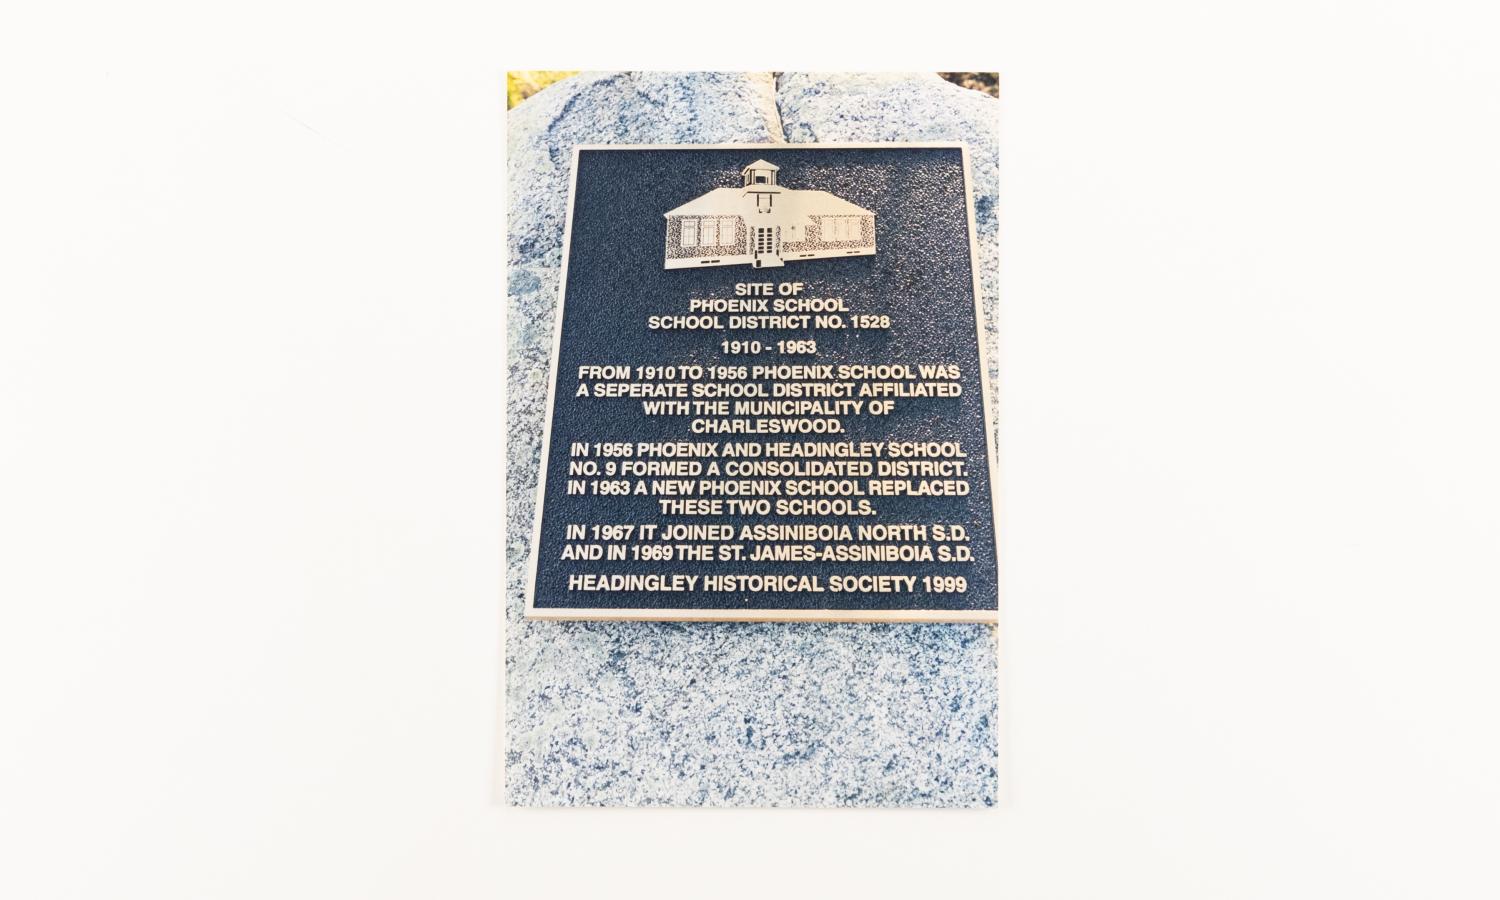 SITE OF
PHOENIX SCHOOL
SCHOOL DISTRICT NO. 1528
1910 - 1963
FROM 1910 TO 1956 PHOENIX SCHOOL WAS
A SEPERATE SCHOOL DISTRICT AFFILIATED
WITH THE MUNICIPALITY OF
CHARLESWOOD.
IN 1956 PHOENIX AND HEADINGLEY SCHOOL
NO. 9 FORMED A CONSOLIDATED DISTRICT.
IN 1963 A NEW PHOENIX SCHOOL REPLACED
THESE TWO SCHOOLS.
IN 1967 IT JOINED ASSINIBOIA NORTH S.D.
AND IN 1969 THE ST. JAMES-ASSINIBOIA S.D.
HEADINGLEY HISTORICAL SOCIETY 1999